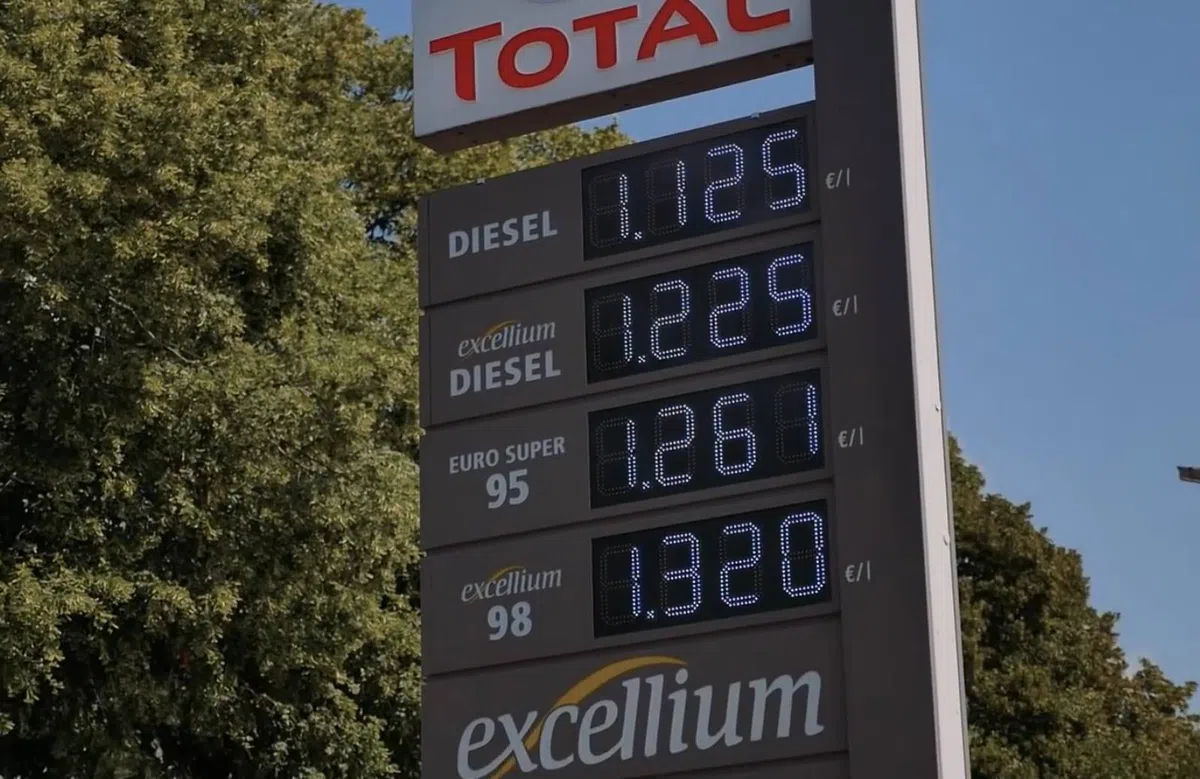 TOTAL
DIESEL 1.125 €/l
excellium
DIESEL 1.225 €/l
EURO SUPER
95 1.261 €/l
excellium
98 1.320 €/l
excellium